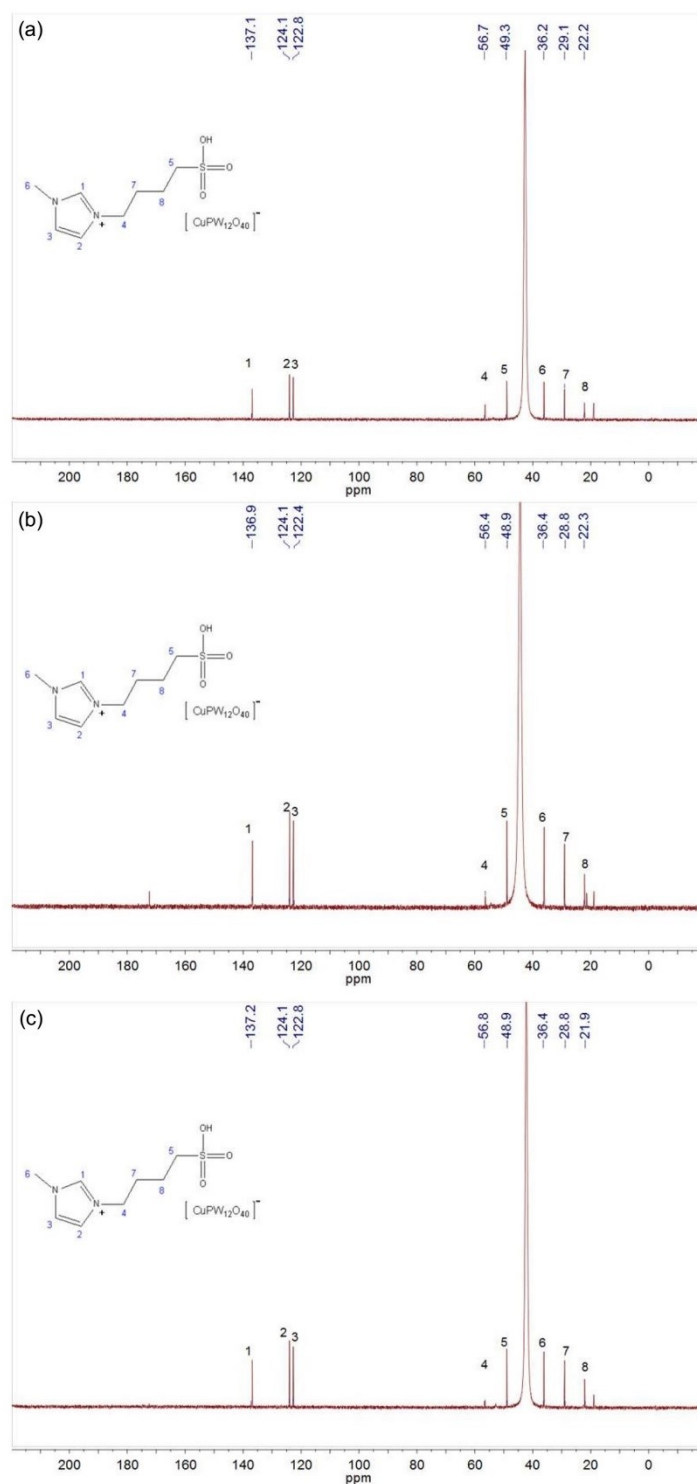 (a)
137.1
124.1
122.8
56.7
49.3
36.2
29.1
22.2
OH
5
S
O
O
7
8
6
1
N
N
+
4
3
2
[CuPW12O40]-
1
2 3
4
5
6
7
8
200 180 160 140 120 100 80 60 40 20 0
ppm
(b)
136.9
124.1
122.4
56.4
48.9
36.4
28.8
22.3
OH
5
S
O
O
7
8
6
1
N
N
+
4
3
2
[CuPW12O40]-
1
2
3
4
5
6
7
8
200 180 160 140 120 100 80 60 40 20 0
ppm
(c)
137.2
124.1
122.8
56.8
48.9
36.4
28.8
21.9
OH
5
S
O
O
7
8
6
1
N
N
+
4
3
2
[CuPW12O40]-
1
2
3
4
5
6
7
8
200 180 160 140 120 100 80 60 40 20 0
ppm